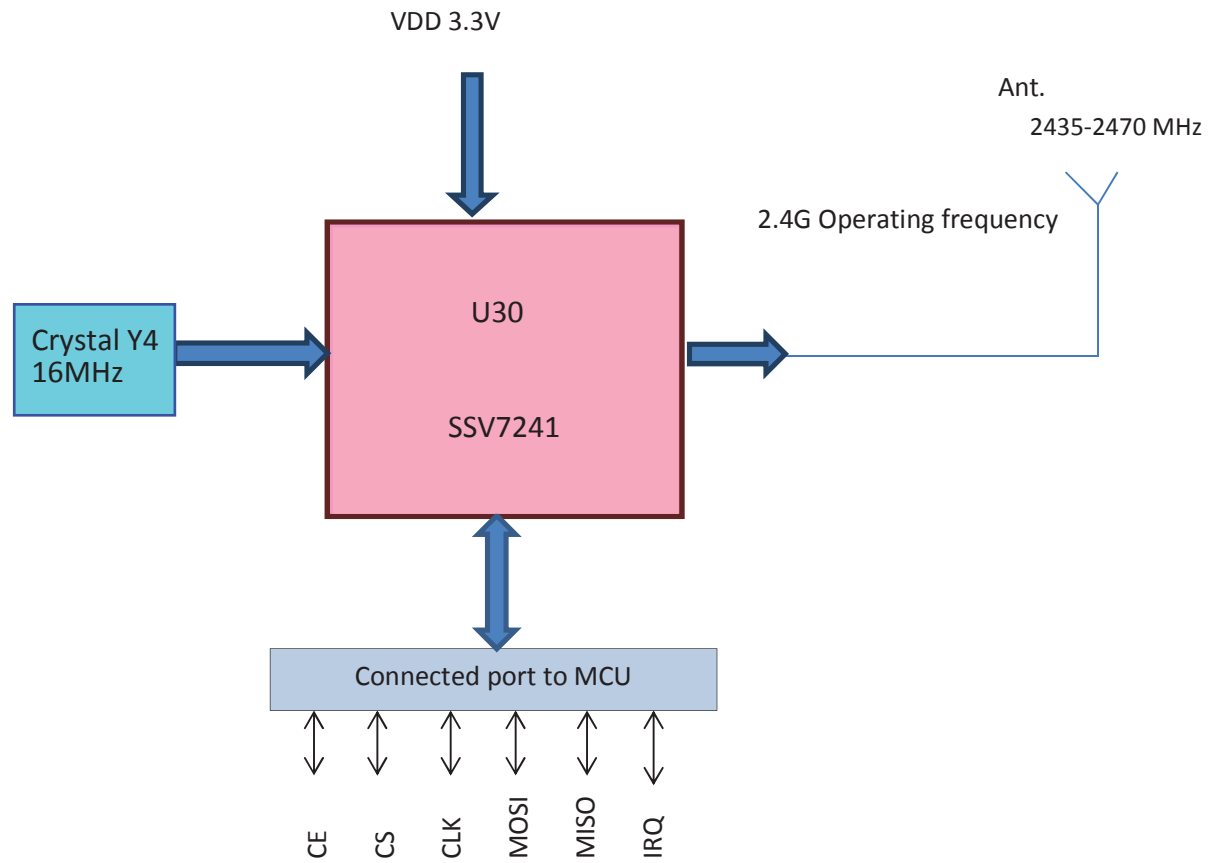 VDD 3.3V
Ant.
2435-2470 MHz
2.4G Operating frequency
U30
Crystal Y4
16MHz
SSV7241
Connected port to MCU
CE
CS
CLK
MOSI
MISO
IRQ